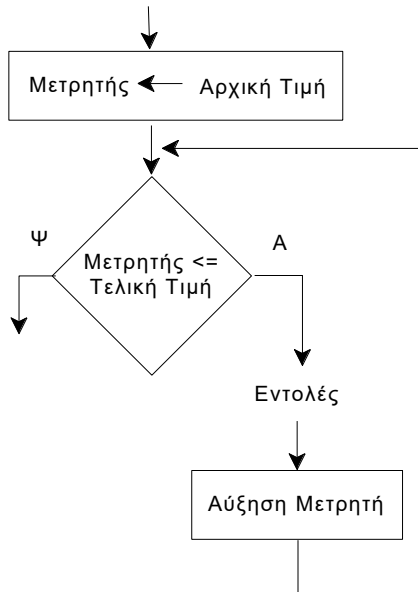 Μετρητής Αρχική Τιμή
Ψ
Α
Μετρητής <=
Τελική Τιμή
Εντολές
Αύξηση Μετρητή